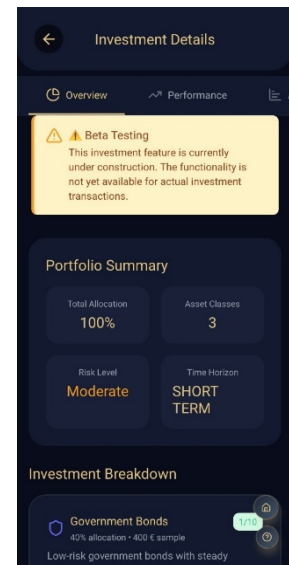 Investment Details
Overview Performance
Beta Testing
This investment feature is currently
under construction. The functionality is
not yet available for actual investment
transactions.
Portfolio Summary
Total Allocation
100%
Asset Classes
3
Risk Level
Moderate
Time Horizon
SHORT
TERM
Investment Breakdown
Government Bonds
1/10
40% allocation • 400 € sample
Low-risk government bonds with steady